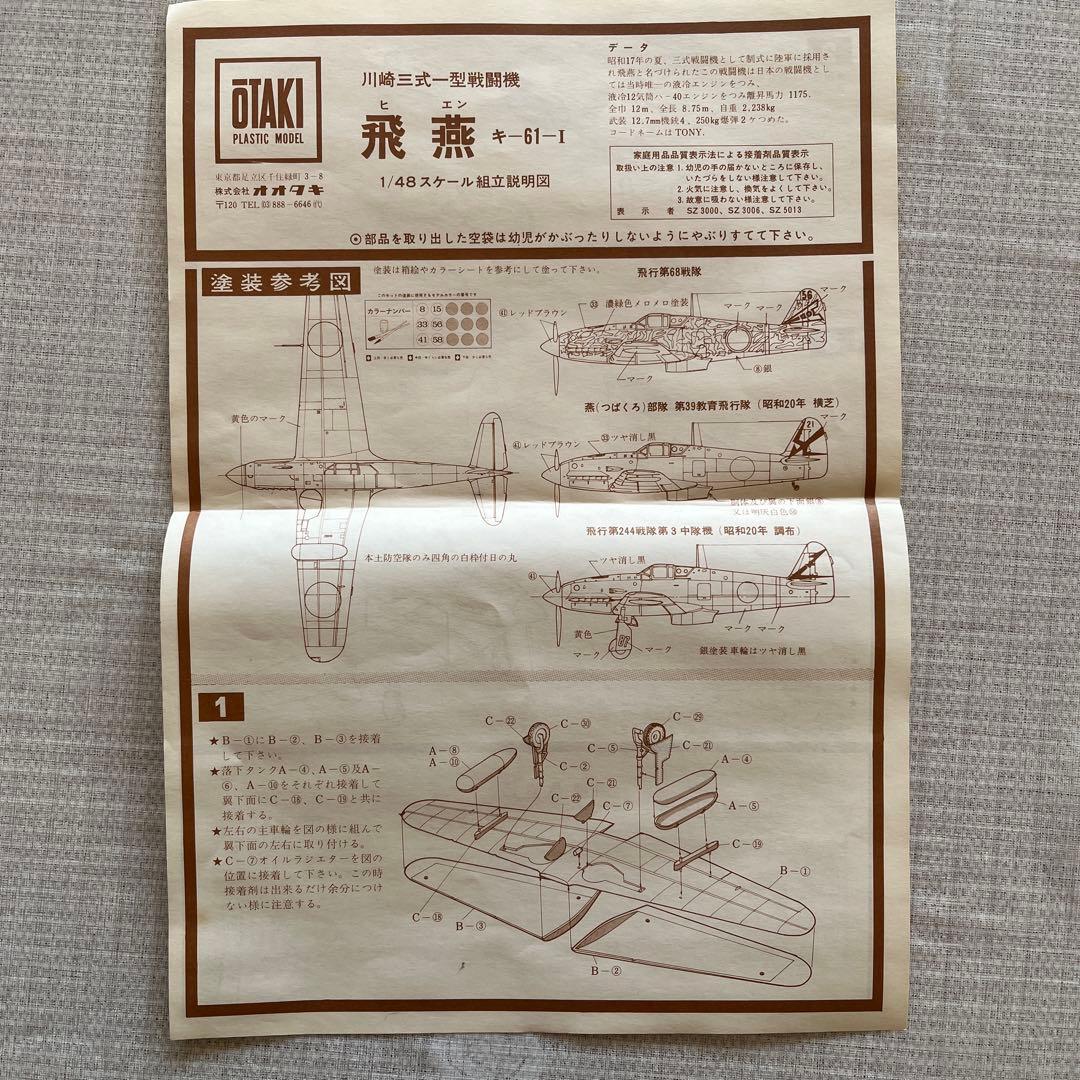 ŌTAKI
PLASTIC MODEL
東京都足立区千住緑町3-8
株式会社オオタキ
〒120 TEL (03) 888-6646 (代)
川崎三式一型戦闘機
ヒ エン
飛燕 キ-61-I
1/48スケール組立説明図
データ
昭和17年の夏、三式戦闘機として制式に陸軍に採用
され飛燕と名づけられたこの戦闘機は日本の戦闘機とし
ては当時唯一の液冷エンジンをつみ、
液冷12気筒ハ-40エンジンをつみ離昇馬力 1175.
全巾12m、全長8.75m、自重2,238kg
武装12.7mm機銃4、250kg爆弾2ケつめた。
コードネームはTONY.
家庭用品品質表示法による接着剤品質表示
取扱い上の注意 1. 幼児の手の届かないところに保存し、
いたづらをしない様注意して下さい。
2. 火気に注意し、換気をよくして下さい。
3. 故意に吸わない様注意して下さい。
表示者 SZ 3000、SZ 3006、SZ 5013
⦿部品を取り出した空袋は幼児がかぶったりしないようにやぶりすてて下さい。
塗装参考図
塗装は箱絵やカラーシートを参考にして塗って下さい。
カラーナンバー
8 15
33 56
41 58
黄色のマーク
本土防空隊のみ四角の白枠付日の丸
飛行第68戦隊
㉝ 濃緑色メロメロ塗装
マーク マーク
マーク
㊶レッドブラウン
56
マーク
⑧銀
燕(つばくろ)部隊 第39教育飛行隊 (昭和20年 横芝)
マーク
㊶レッドブラウン
㉝ツヤ消し黒
21
又は明灰白色
飛行第244戦隊第3中隊機 (昭和20年 調布)
㊶
ツヤ消し黒
黄色
マーク
87
マーク マーク
銀塗装 車輪はツヤ消し黒
1
★B-①にB-②、B-③を接着
して下さい。
★落下タンクA-④、A-⑤及A-
⑥、A-⑩をそれぞれ接着して
翼下面にC-⑱、C-⑲と共に
接着する。
★左右の主車輪を図の様に組んで
翼下面の左右に取り付ける。
★C-⑦オイルラジエターを図の
位置に接着して下さい。この時
接着剤は出来るだけ余分につけ
ない様に注意する。
C-㉒
C-㉚
C-㉙
A-⑧
A-⑩
C-②
C-⑤
C-㉑
A-④
C-㉑
C-㉒
C-⑦
A-⑤
C-⑲
B-①
C-⑱
B-③
B-②